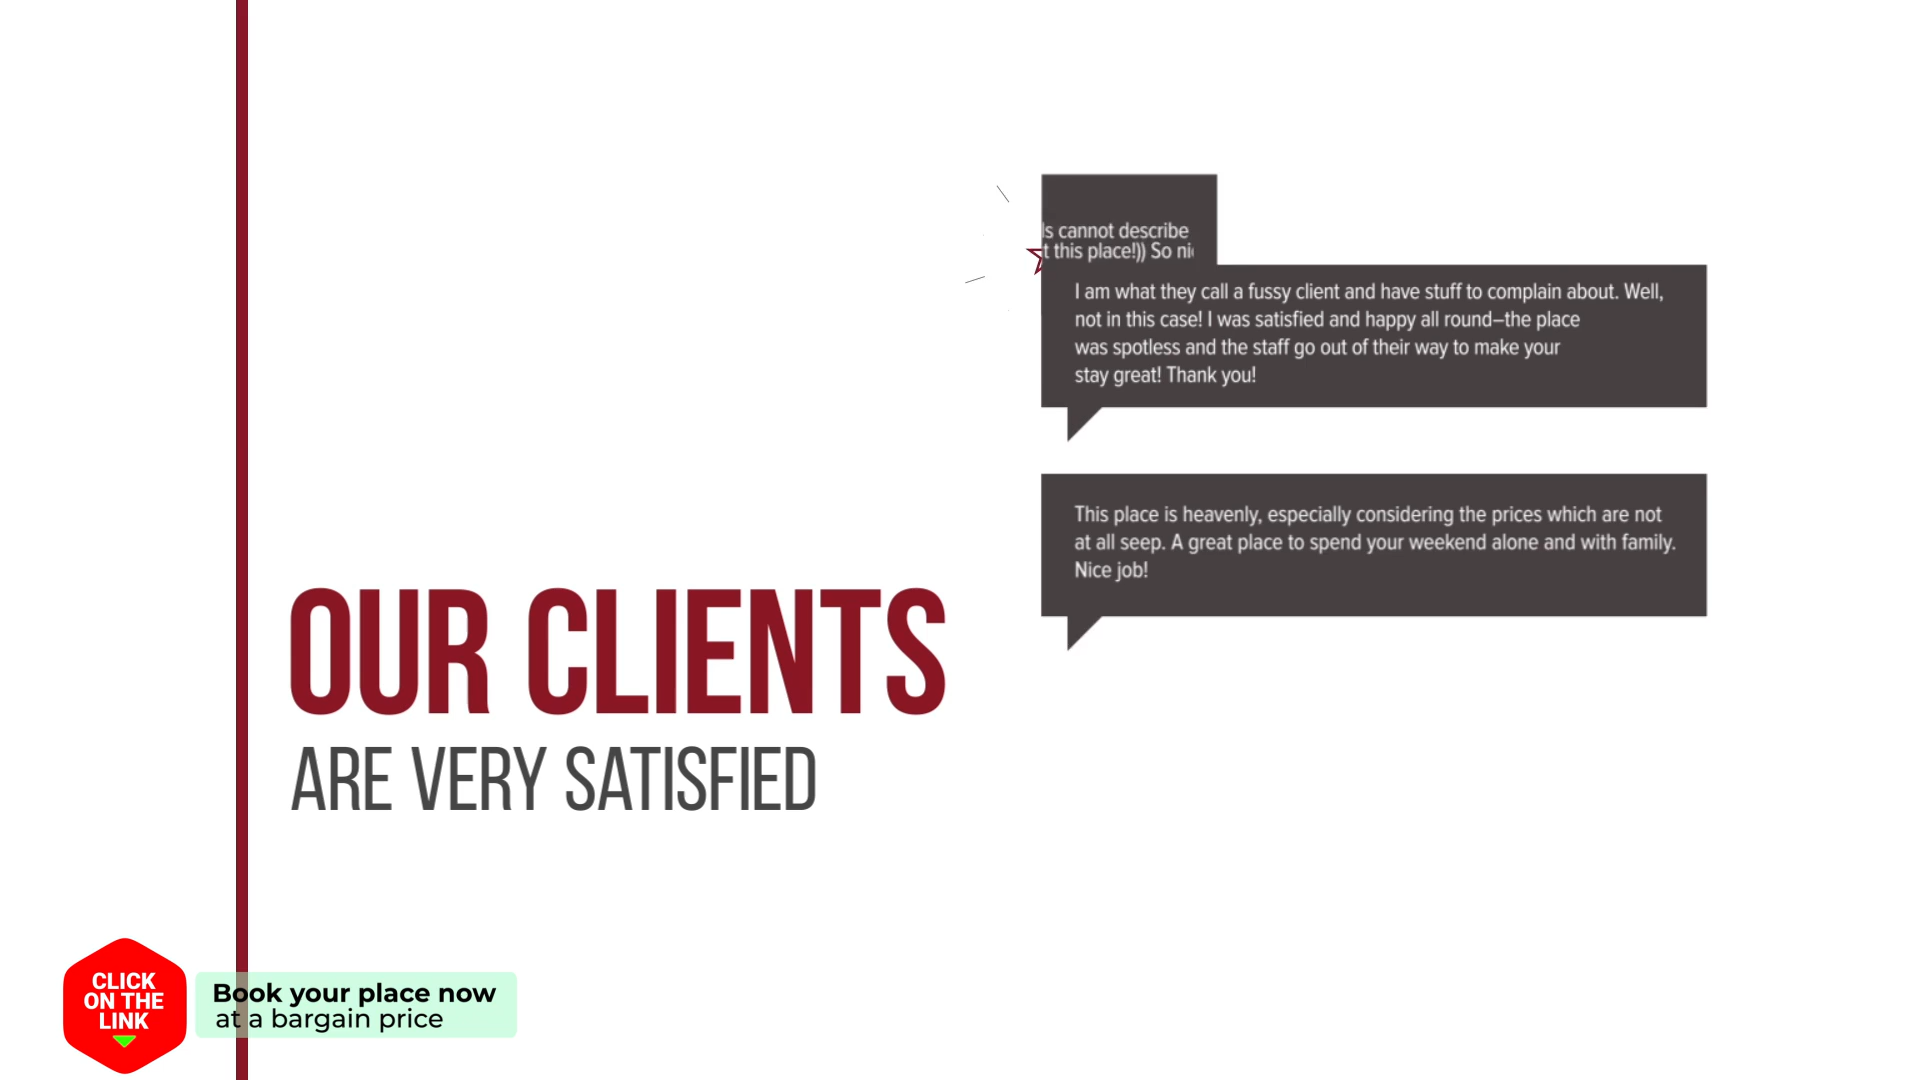 cannot describe
this place!)) So
I am what they call a fussy client and have stuff to complain about. Well,
not in this case! I was satisfied and happy all round–the place
was spotless and the staff go out of their way to make your
stay great! Thank you!
This place is heavenly, especially considering the prices which are not
at all seep. A great place to spend your weekend alone and with family.
Nice job!
OUR CLIENTS
ARE VERY SATISFIED
CLICK
ON THE
LINK
Book your place now
at a bargain price